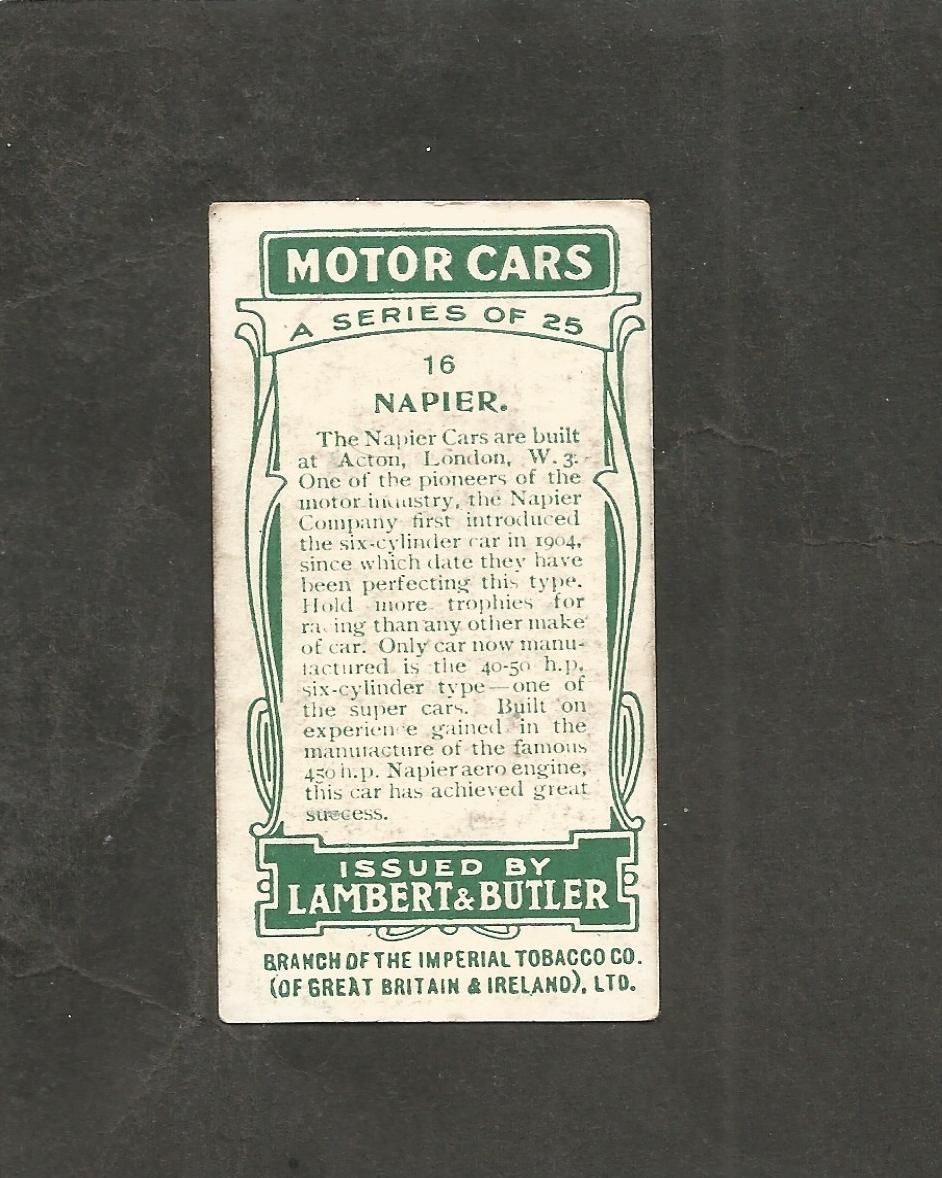 MOTOR CARS
A SERIES OF 25
16
NAPIER.
The Napier Cars are built
at Acton, London, W. 3.
One of the pioneers of the
motor industry, the Napier
Company first introduced
the six-cylinder car in 1904,
since which date they have
been perfecting this type.
Hold more trophies for
racing than any other make
of car. Only car now manu-
factured is the 40-50 h.p.
six-cylinder type—one of
the super cars. Built on
experience gained in the
manufacture of the famous
450 h.p. Napier aero engine,
this car has achieved great
success.
ISSUED BY
LAMBERT & BUTLER
BRANCH OF THE IMPERIAL TOBACCO CO.
(OF GREAT BRITAIN & IRELAND), LTD.